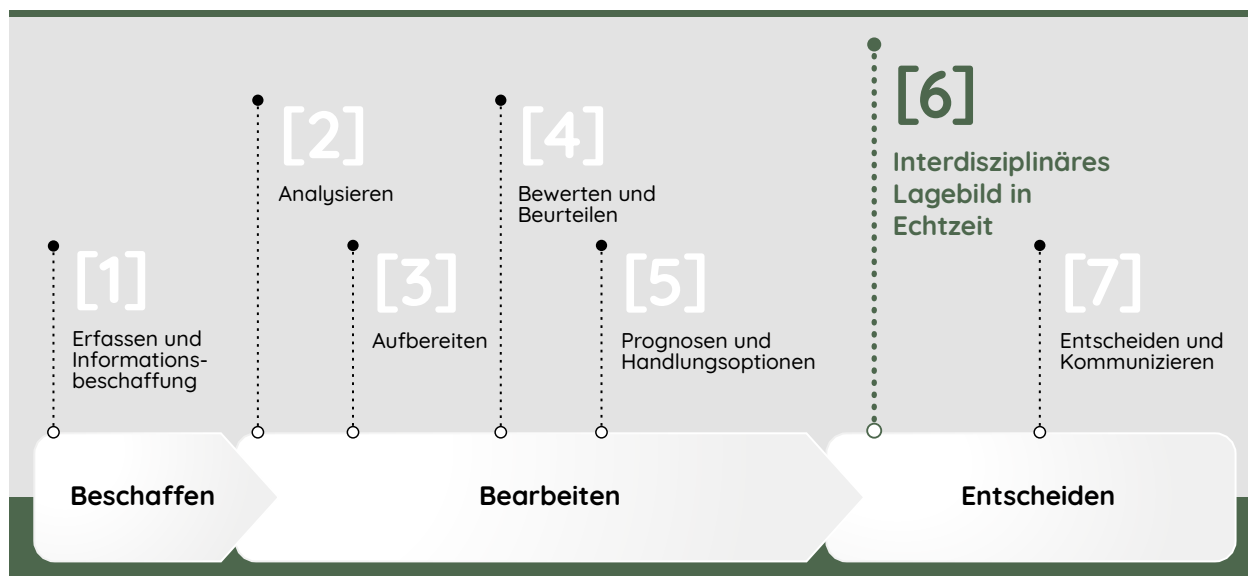 [1]
Erfassen und
Informations-
beschaffung
[2]
Analysieren
[3]
Aufbereiten
[4]
Bewerten und
Beurteilen
[5]
Prognosen und
Handlungsoptionen
[6]
Interdisziplinäres
Lagebild in
Echtzeit
[7]
Entscheiden und
Kommunizieren
Beschaffen
Bearbeiten
Entscheiden